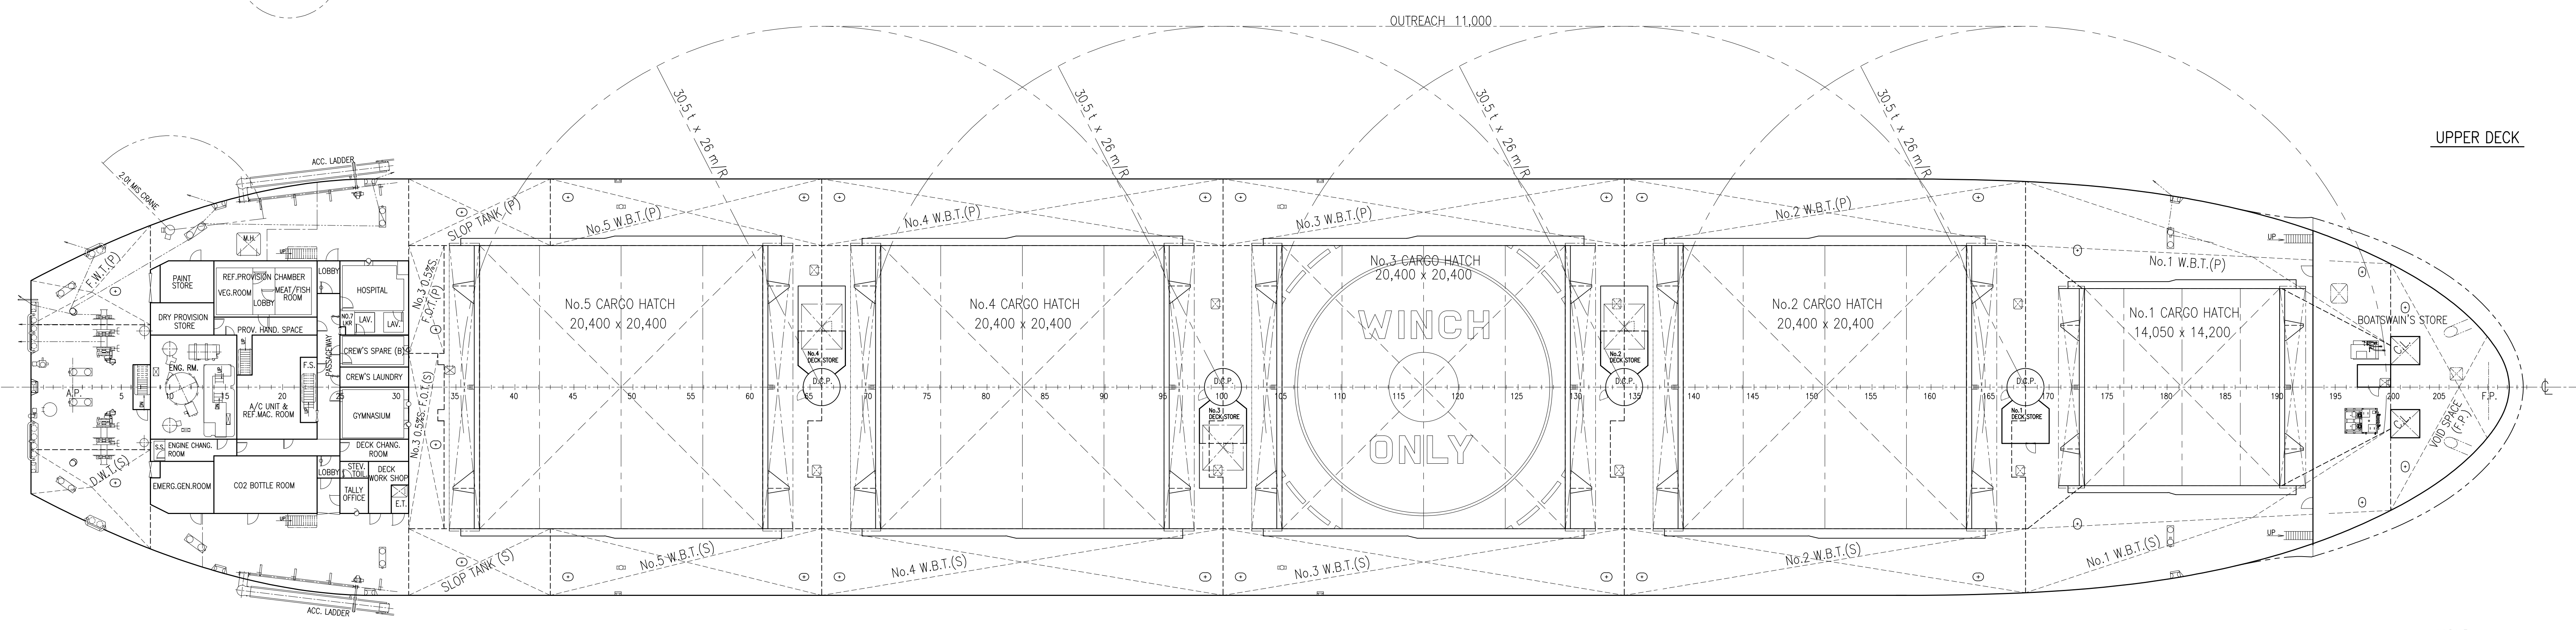 OUTREACH 11,000
UPPER DECK
30.5 t x 26 m/R
30.5 t x 26 m/R
30.5 t x 26 m/R
30.5 t x 26 m/R
2.0t MIS CRANE
ACC. LADDER
SLOP TANK (P)
No.5 W.B.T.(P)
No.4 W.B.T.(P)
No.3 W.B.T.(P)
No.2 W.B.T.(P)
No.1 W.B.T.(P)
F.W.T.(P)
M.H.
UP
UP
PAINT
STORE
REF.PROVISION CHAMBER
VEG.ROOM
MEAT/FISH
ROOM
LOBBY
LOBBY
HOSPITAL
No.3 0.5%S.
F.O.T.(P)
DRY PROVISION
STORE
PROV. HAND. SPACE
NO.7
LKR
LAV.
LAV.
PASSAGEWAY
CREW'S SPARE (B)
CREW'S LAUNDRY
ENG. RM.
UP
F.S.
A/C UNIT &
REF.MAC. ROOM
GYMNASIUM
No.3 0.5%S. F.O.T.(S)
No.5 CARGO HATCH
20,400 x 20,400
No.4 CARGO HATCH
20,400 x 20,400
No.3 CARGO HATCH
20,400 x 20,400
WINCH
ONLY
No.2 CARGO HATCH
20,400 x 20,400
No.1 CARGO HATCH
14,050 x 14,200
BOATSWAIN'S STORE
No.4
DECK STORE
No.2
DECK STORE
D.C.P.
D.C.P.
D.C.P.
D.C.P.
No.3
DECK STORE
No.1
DECK STORE
C.L.
C.L.
A.P. 5 10 15 20 25 30 35 45 50 55 60 65 70 75 80 85 90 95 100 105 110 115 120 125 130 135 140 145 150 155 160 165 170 175 181 185 190 195 200 205 F.P.
VOID SPACE
(F.P.)
S.S.
ENGINE CHANG.
ROOM
DECK CHANG.
ROOM
D.W.T.(S)
EMERG.GEN.ROOM
CO2 BOTTLE ROOM
LOBBY
STEV.
TOIL.
DECK
WORK SHOP
TALLY
OFFICE
E.T.
UP
UP
SLOP TANK (S)
No.5 W.B.T.(S)
No.4 W.B.T.(S)
No.3 W.B.T.(S)
No.2 W.B.T.(S)
No.1 W.B.T.(S)
ACC. LADDER